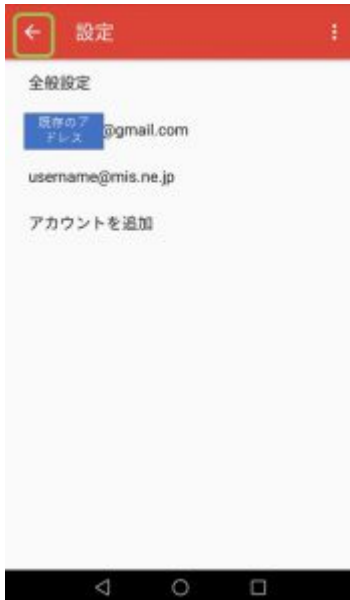 設定
全般設定
既存のア
ドレス @gmail.com
username@mis.ne.jp
アカウントを追加